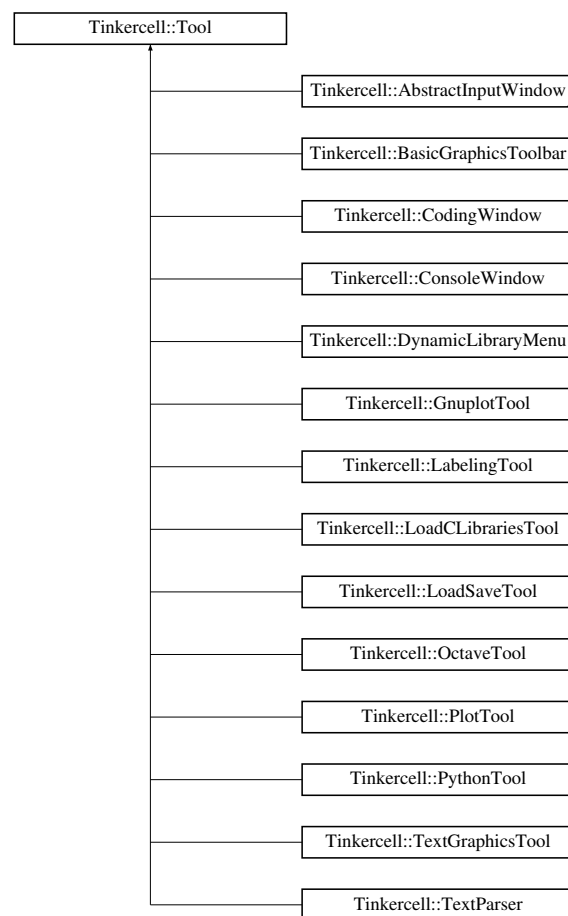 Tinkercell::Tool
Tinkercell::AbstractInputWindow
Tinkercell::BasicGraphicsToolbar
Tinkercell::CodingWindow
Tinkercell::ConsoleWindow
Tinkercell::DynamicLibraryMenu
Tinkercell::GnuplotTool
Tinkercell::LabelingTool
Tinkercell::LoadCLibrariesTool
Tinkercell::LoadSaveTool
Tinkercell::OctaveTool
Tinkercell::PlotTool
Tinkercell::PythonTool
Tinkercell::TextGraphicsTool
Tinkercell::TextParser